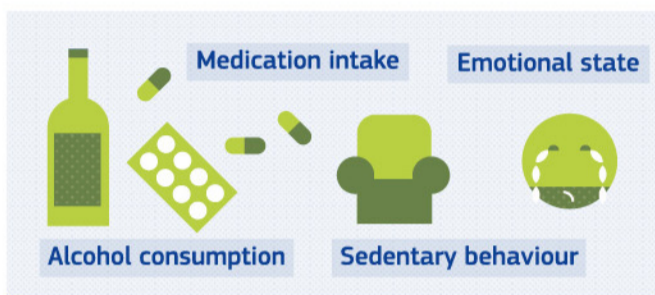 Medication intake
Emotional state
Alcohol consumption
Sedentary behaviour